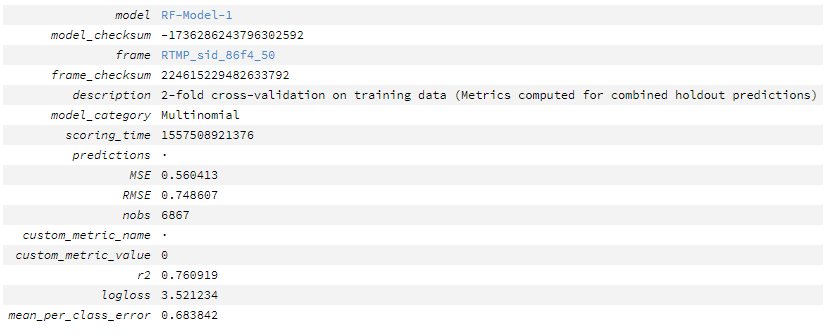 model RF-Model-1
model_checksum -1736286243796302592
frame RTMP_sid_86f4_50
frame_checksum 224615229482633792
description 2-fold cross-validation on training data (Metrics computed for combined holdout predictions)
model_category Multinomial
scoring_time 1557508921376
predictions ·
MSE 0.560413
RMSE 0.748607
nobs 6867
custom_metric_name ·
custom_metric_value 0
r2 0.760919
logloss 3.521234
mean_per_class_error 0.683842